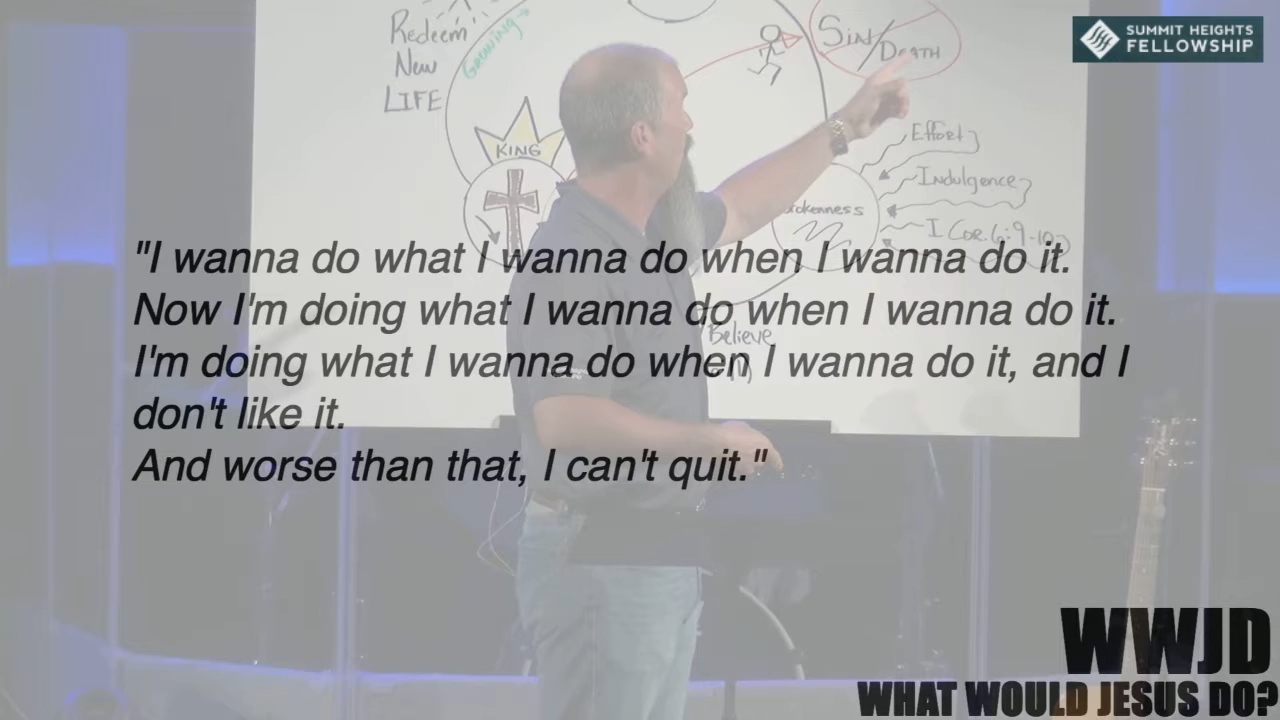 Redeem
New
LIFE
Growing
KING
Sin/Death
SUMMIT HEIGHTS
FELLOWSHIP
Effort
Indulgence
I Cor. 6:9-10
Believe
"I wanna do what I wanna do when I wanna do it.
Now I'm doing what I wanna do when I wanna do it.
I'm doing what I wanna do when I wanna do it, and I
don't like it.
And worse than that, I can't quit."
WWJD
WHAT WOULD JESUS DO?